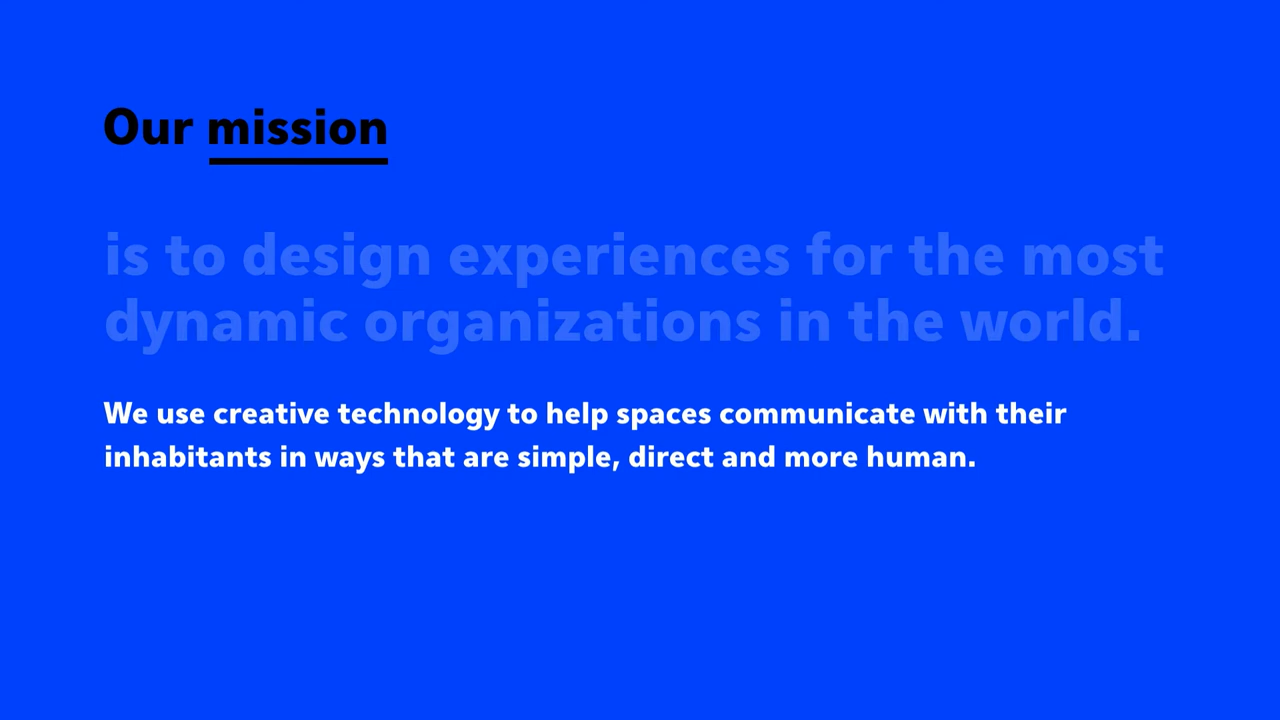 Our mission
is to design experiences for the most
dynamic organizations in the world.
We use creative technology to help spaces communicate with their
inhabitants in ways that are simple, direct and more human.